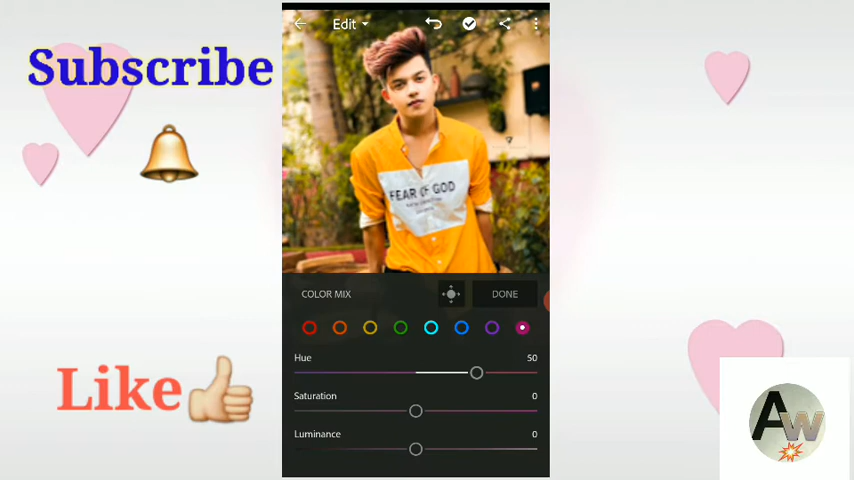 Subscribe
Edit
FEAR OF GOD
COLOR MIX
DONE
Hue
50
Saturation
0
Luminance
0
Like
AW